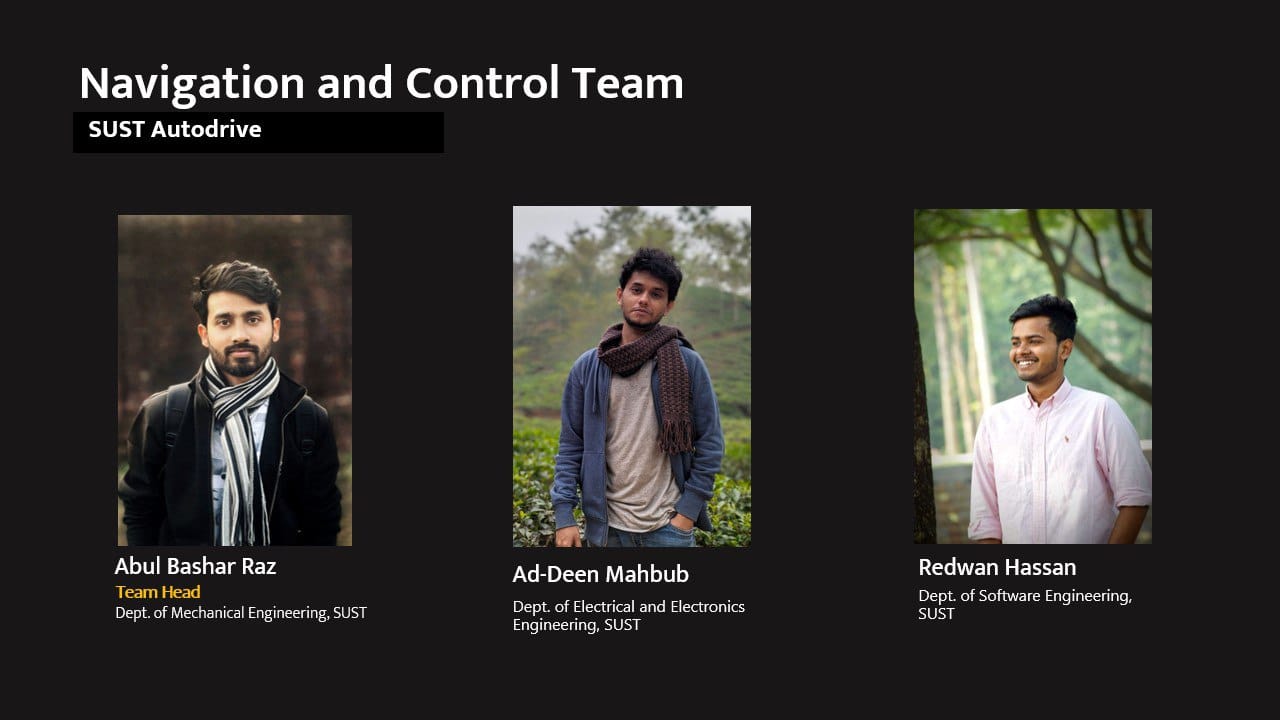 Navigation and Control Team
SUST Autodrive
Abul Bashar Raz
Team Head
Dept. of Mechanical Engineering, SUST
Ad-Deen Mahbub
Dept. of Electrical and Electronics
Engineering, SUST
Redwan Hassan
Dept. of Software Engineering,
SUST